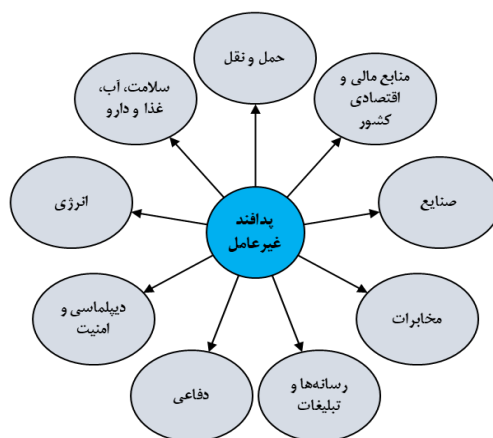 حمل و نقل
منابع مالی و
اقتصادی
کشور
صنایع
مخابرات
رسانه‌ها و
تبلیغات
دفاعی
دیپلماسی و
امنیت
انرژی
سلامت، آب،
غذا و دارو
پدافند
غیرعامل